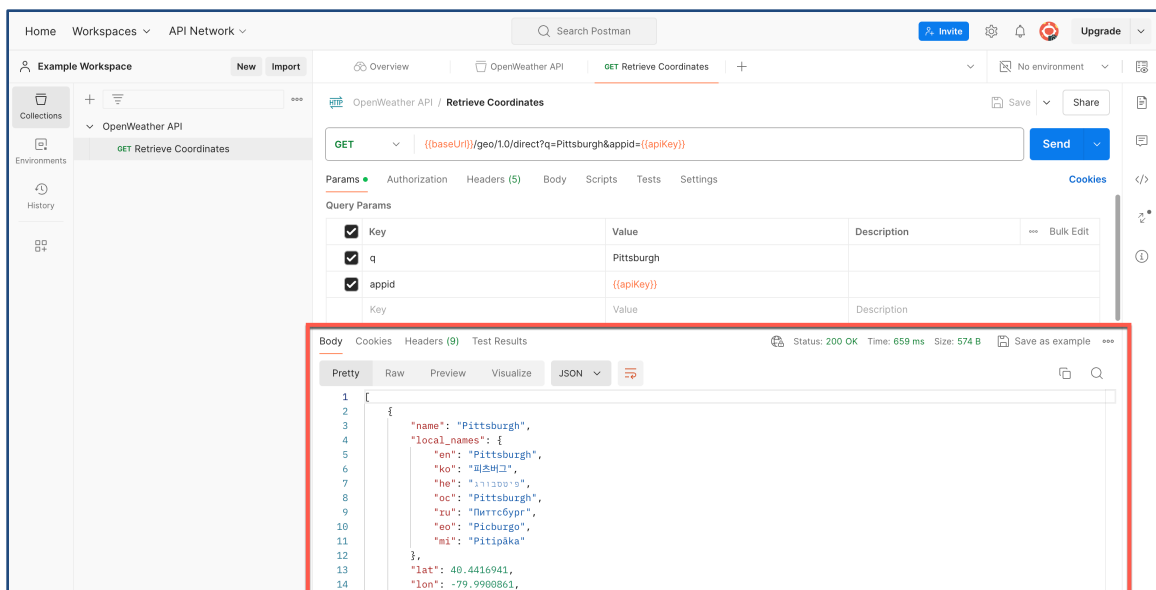 Home Workspaces API Network Search Postman Invite Upgrade
Example Workspace New Import Overview OpenWeather API GET Retrieve Coordinates No environment
Collections
Environments
History
OpenWeather API
GET Retrieve Coordinates
HTTP OpenWeather API / Retrieve Coordinates Save Share
GET {{baseUrl}}/geo/1.0/direct?q=Pittsburgh&appid={{apiKey}} Send
Params Authorization Headers (5) Body Scripts Tests Settings Cookies
Query Params
Key Value Description Bulk Edit
q Pittsburgh
appid {{apiKey}}
Key Value Description
Body Cookies Headers (9) Test Results Status: 200 OK Time: 659 ms Size: 574 B Save as example
Pretty Raw Preview Visualize JSON
1 [
2 {
3 "name": "Pittsburgh",
4 "local_names": {
5 "en": "Pittsburgh",
6 "ko": "피츠버그",
7 "he": "פיטסבורג",
8 "oc": "Pittsburgh",
9 "ru": "Питтсбург",
10 "eo": "Picburgo",
11 "mi": "Pitipāka"
12 },
13 "lat": 40.4416941,
14 "lon": -79.9900861,